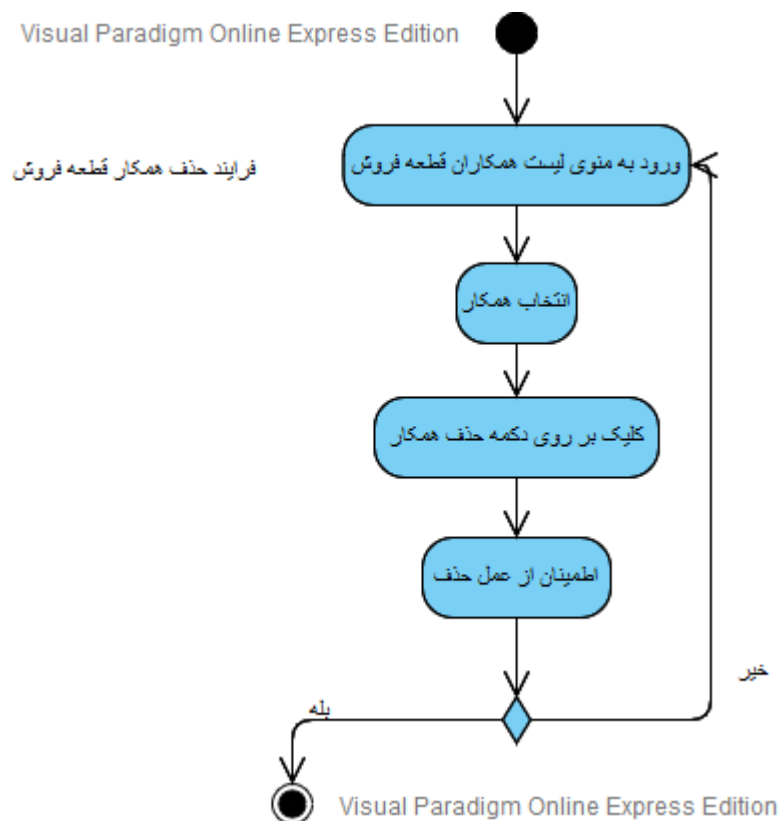 Visual Paradigm Online Express Edition
ورود به منوی لیست همکاران قطعه فروش
فرایند حذف همکار قطعه فروش
انتخاب همکار
کلیک بر روی دکمه حذف همکار
اطمینان از عمل حذف
خیر
بله
Visual Paradigm Online Express Edition